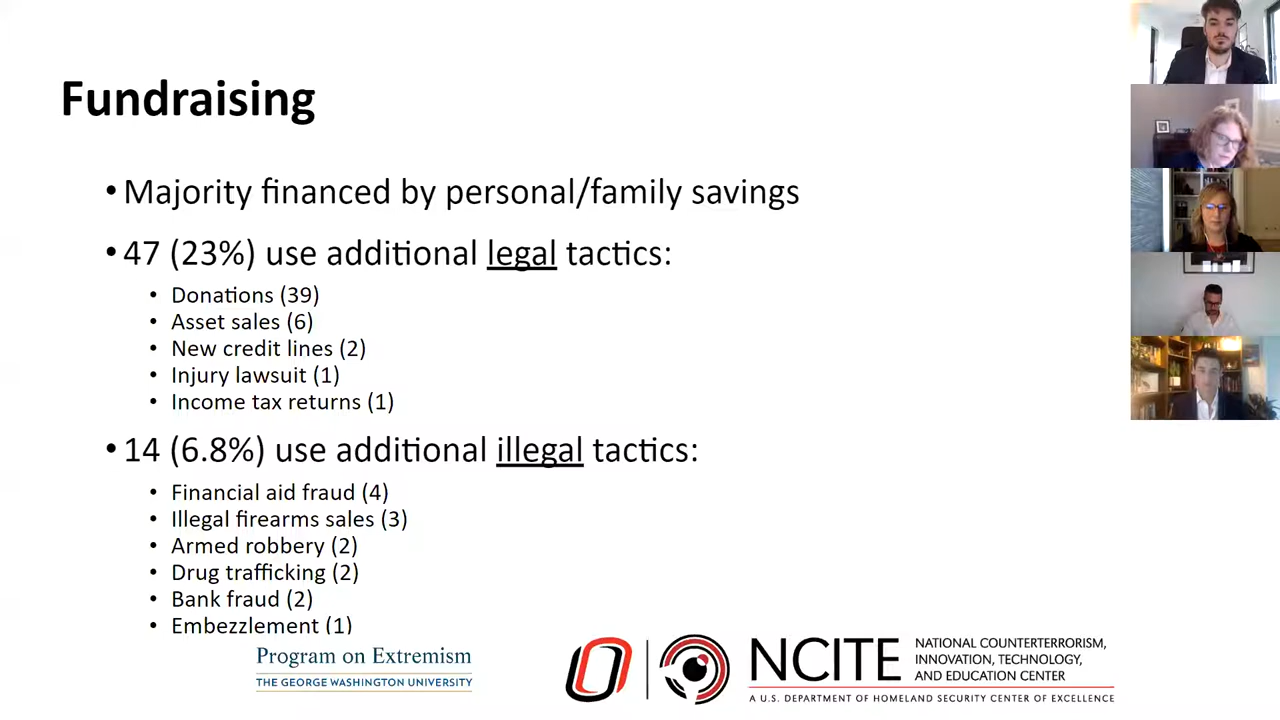 Fundraising
• Majority financed by personal/family savings
• 47 (23%) use additional legal tactics:
• Donations (39)
• Asset sales (6)
• New credit lines (2)
• Injury lawsuit (1)
• Income tax returns (1)
• 14 (6.8%) use additional illegal tactics:
• Financial aid fraud (4)
• Illegal firearms sales (3)
• Armed robbery (2)
• Drug trafficking (2)
• Bank fraud (2)
• Embezzlement (1)
Program on Extremism
THE GEORGE WASHINGTON UNIVERSITY
NCITE
NATIONAL COUNTERTERRORISM,
INNOVATION, TECHNOLOGY,
AND EDUCATION CENTER
A U.S. DEPARTMENT OF HOMELAND SECURITY CENTER OF EXCELLENCE